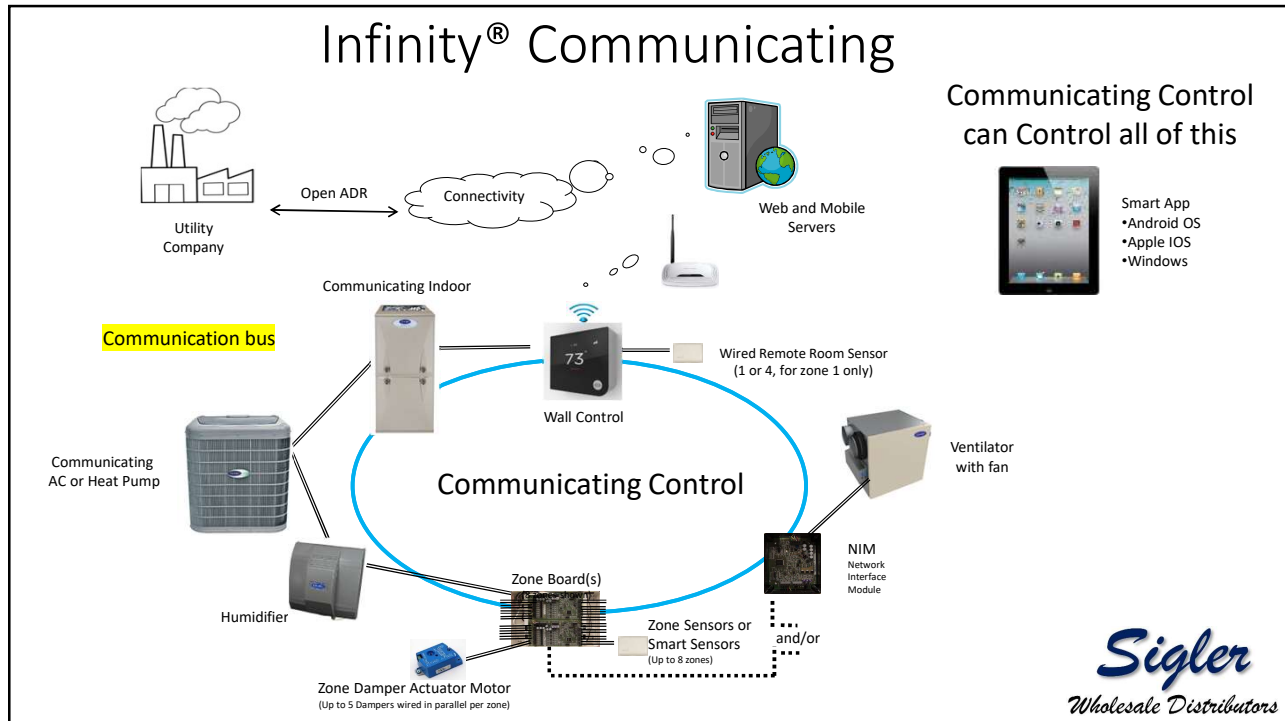 Infinity® Communicating
Communicating Control
can Control all of this
Open ADR
Connectivity
Utility
Company
Web and Mobile
Servers
Smart App
•Android OS
•Apple IOS
•Windows
Communicating Indoor
Communication bus
73
Wired Remote Room Sensor
(1 or 4, for zone 1 only)
Wall Control
Communicating
AC or Heat Pump
Communicating Control
Ventilator
with fan
NIM
Network
Interface
Module
Humidifier
Zone Board(s)
Zone Sensors or
Smart Sensors
(Up to 8 zones)
and/or
Zone Damper Actuator Motor
(Up to 5 Dampers wired in parallel per zone)
Sigler
Wholesale Distributors